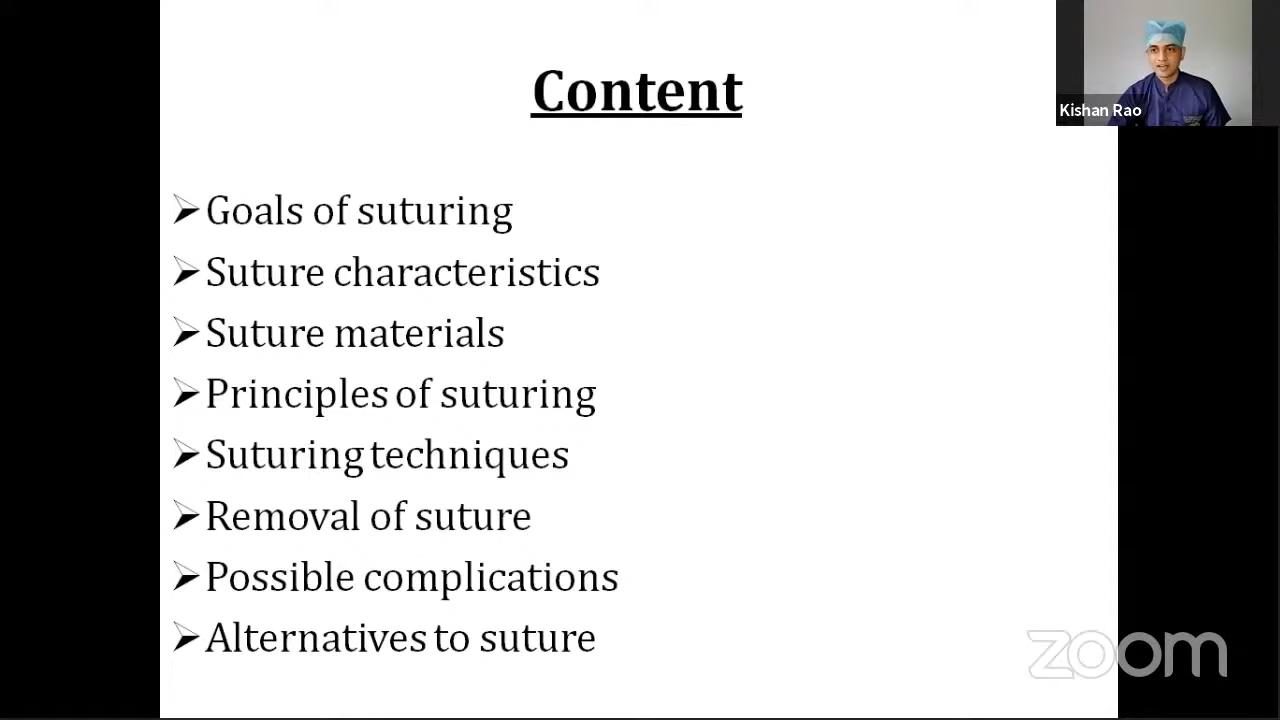 Content
Kishan Rao
➢Goals of suturing
➢Suture characteristics
➢Suture materials
➢Principles of suturing
➢Suturing techniques
➢Removal of suture
➢Possible complications
➢Alternatives to suture
zoom